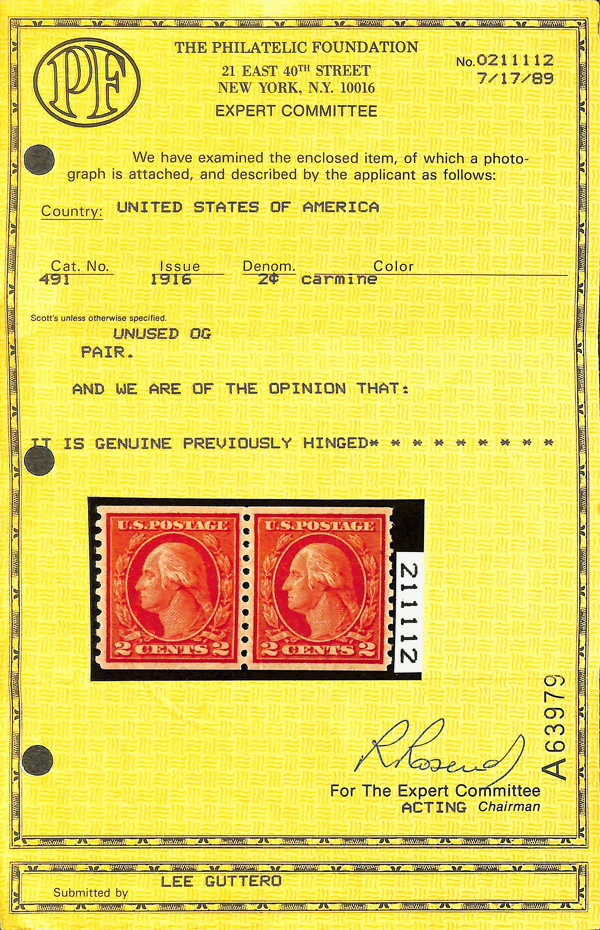 PF
THE PHILATELIC FOUNDATION
21 EAST 40TH STREET
NEW YORK, N.Y. 10016
EXPERT COMMITTEE
No. 0211112
7/17/89
We have examined the enclosed item, of which a photo-
graph is attached, and described by the applicant as follows:
Country: UNITED STATES OF AMERICA
Cat. No. Issue Denom. Color
491 1916 2¢ carmine
Scott's unless otherwise specified.
UNUSED OG
PAIR.
AND WE ARE OF THE OPINION THAT:
IT IS GENUINE PREVIOUSLY HINGED* * * * * * * * *
U.S.POSTAGE U.S.POSTAGE
2 CENTS 2 2 CENTS 2
211112
A63979
R Rosend
For The Expert Committee
ACTING Chairman
Submitted by LEE GUTTERO